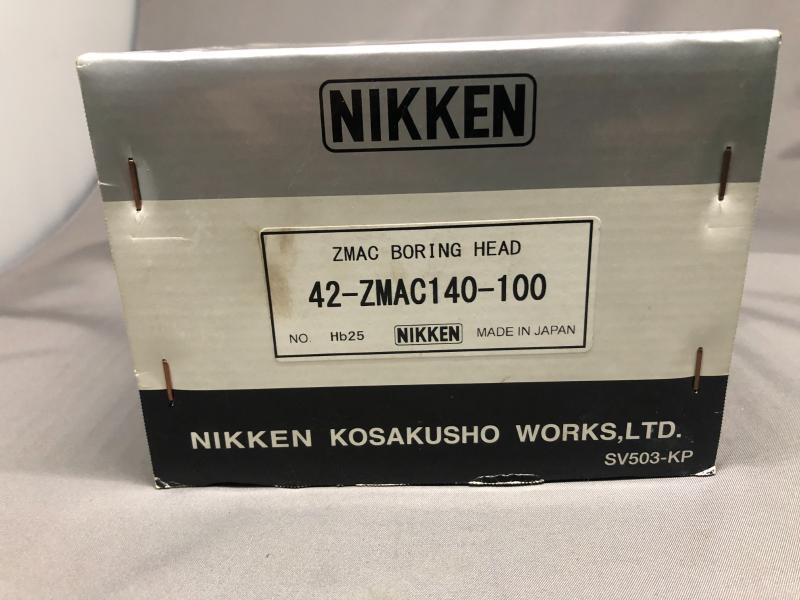 NIKKEN
ZMAC BORING HEAD
42-ZMAC140-100
NO. Hb25 NIKKEN MADE IN JAPAN
NIKKEN KOSAKUSHO WORKS,LTD.
SV503-KP